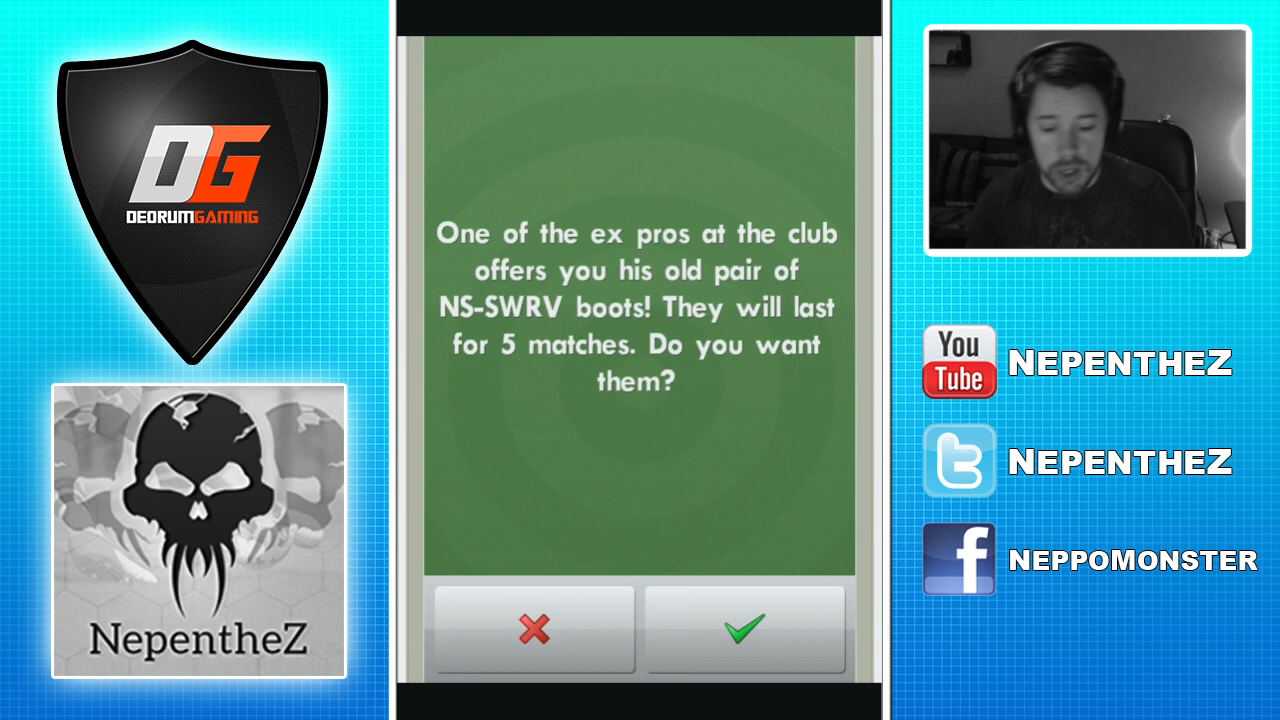 DG
DEORUMGAMING
NepentheZ
One of the ex pros at the club
offers you his old pair of
NS-SWRV boots! They will last
for 5 matches. Do you want
them?
You
Tube
NEPENTHEZ
NEPENTHEZ
f
NEPPOMONSTER